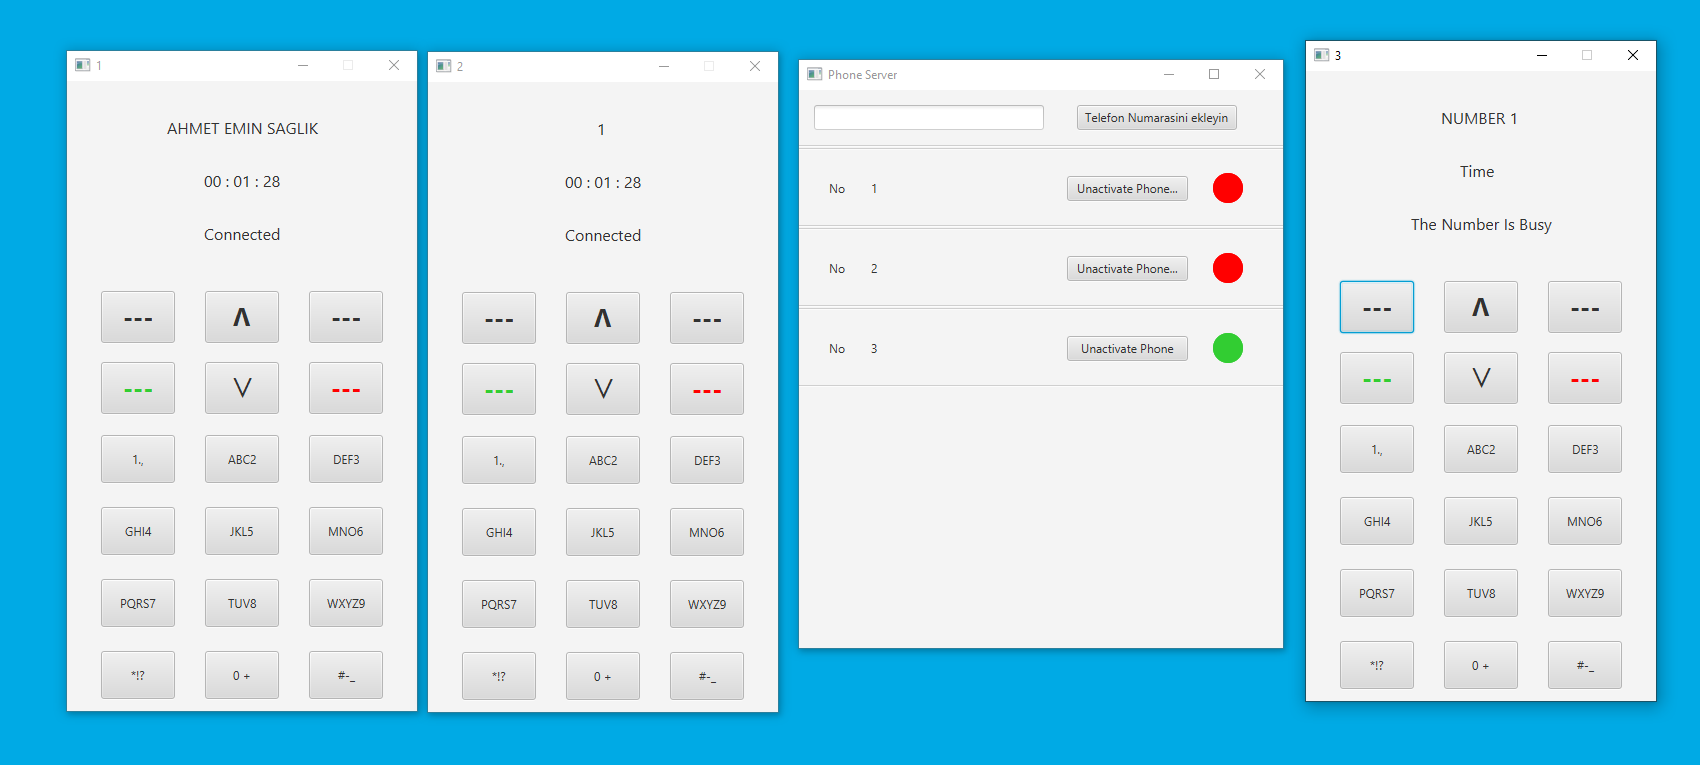 1
AHMET EMIN SAGLIK
00 : 01 : 28
Connected
--- Λ ---
--- V ---
1., ABC2 DEF3
GHI4 JKL5 MNO6
PQRS7 TUV8 WXYZ9
*!? 0 + #-_
2
1
00 : 01 : 28
Connected
--- Λ ---
--- V ---
1., ABC2 DEF3
GHI4 JKL5 MNO6
PQRS7 TUV8 WXYZ9
*!? 0 + #-_
Phone Server
Telefon Numarasini ekleyin
No 1 Unactivate Phone...
No 2 Unactivate Phone...
No 3 Unactivate Phone
3
NUMBER 1
Time
The Number Is Busy
--- Λ ---
--- V ---
1., ABC2 DEF3
GHI4 JKL5 MNO6
PQRS7 TUV8 WXYZ9
*!? 0 + #-_